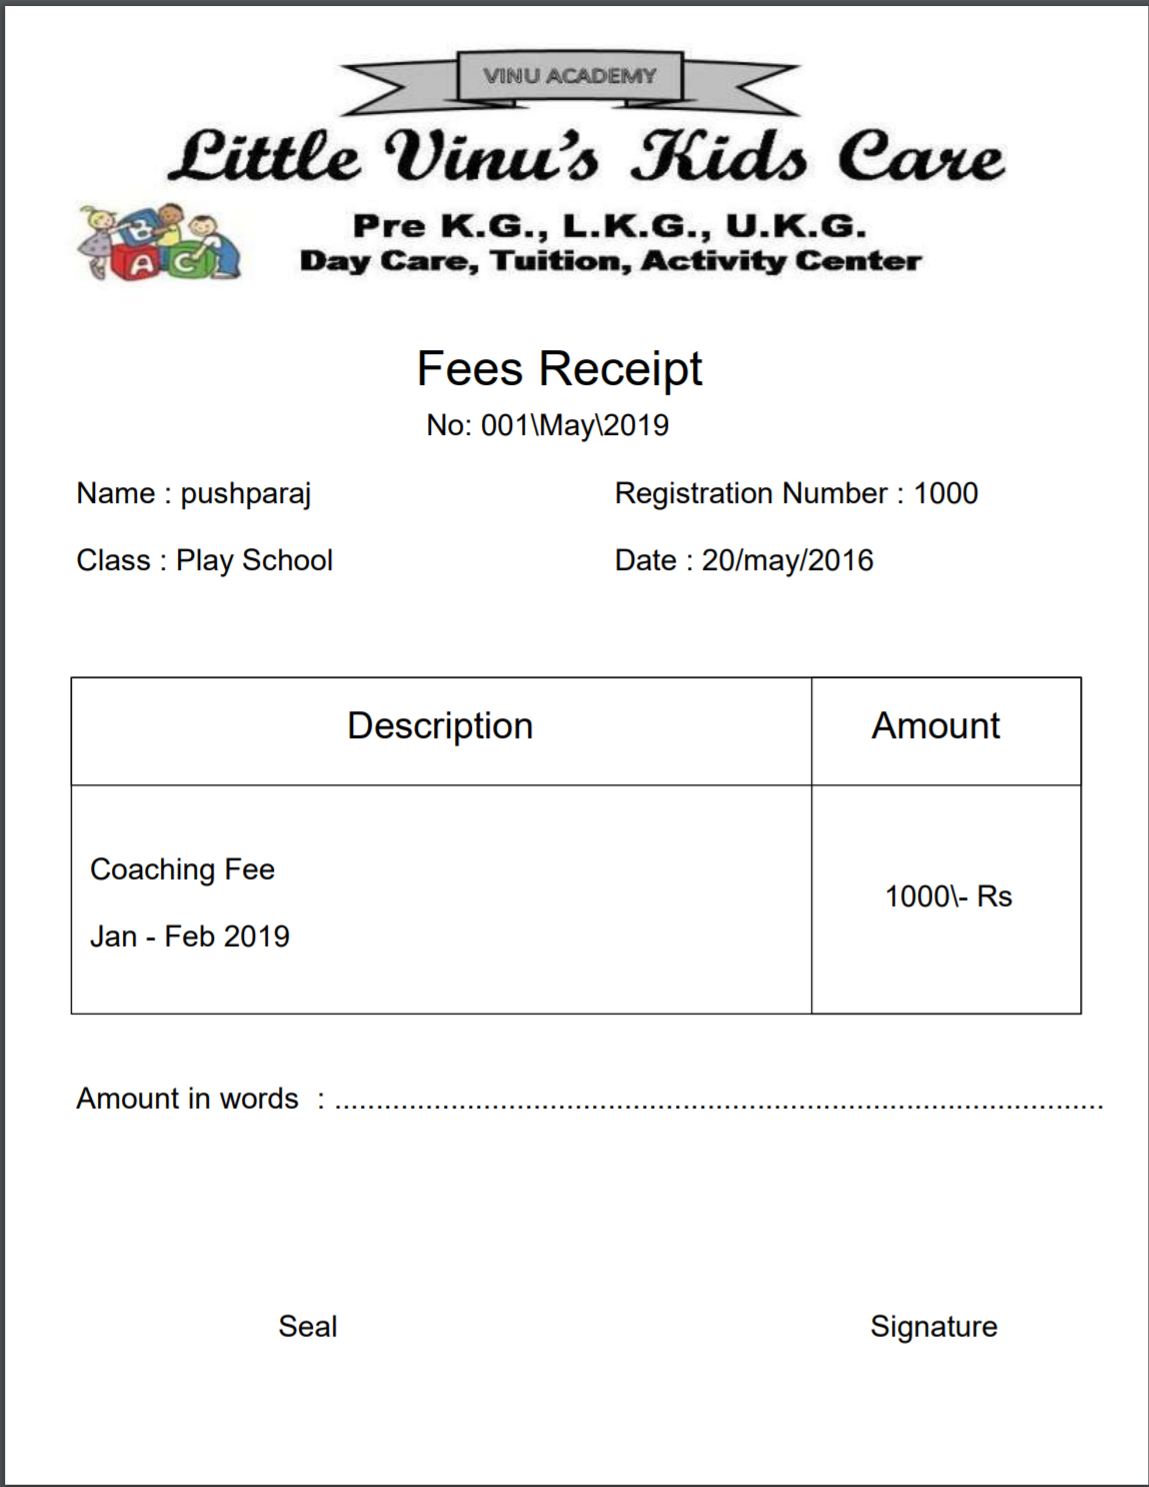 VINU ACADEMY
Little Vinu's Kids Care
Pre K.G., L.K.G., U.K.G.
Day Care, Tuition, Activity Center
B
A C
Fees Receipt
No: 001\May\2019
Name : pushparaj Registration Number : 1000
Class : Play School Date : 20/may/2016
Description Amount
Coaching Fee
1000\- Rs
Jan - Feb 2019
Amount in words : ............................................................................................
Seal Signature